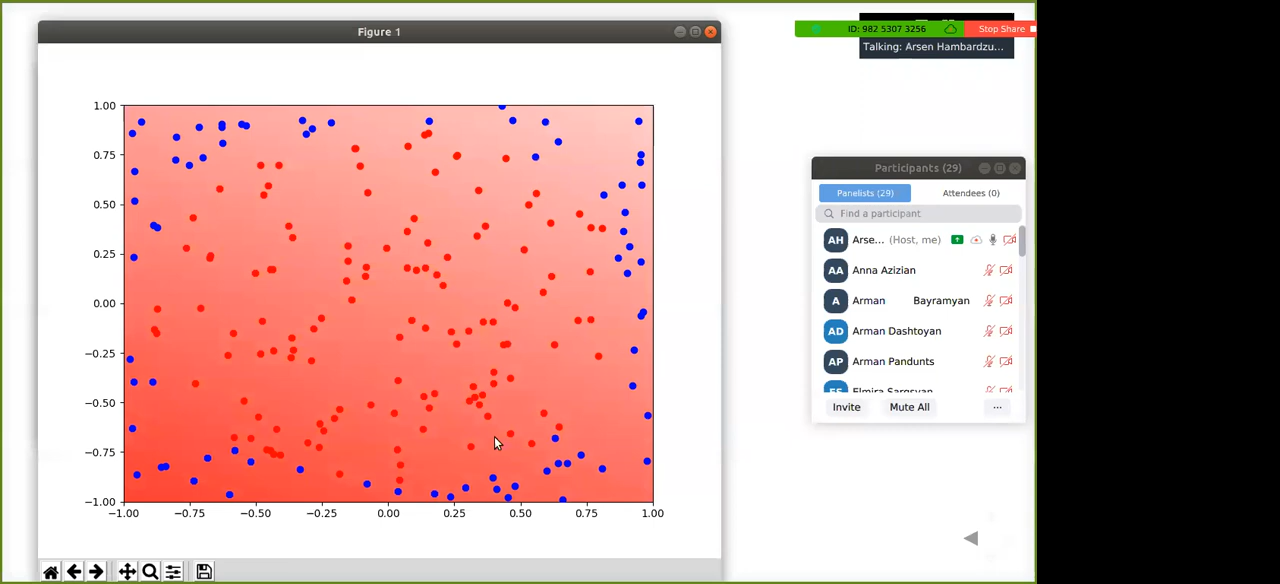 Figure 1
ID: 982 5307 3256
Stop Share
Talking: Arsen Hambardzu...
1.00
0.75
0.50
0.25
0.00
−0.25
−0.50
−0.75
−1.00
−1.00
−0.75
−0.50
−0.25
0.00
0.25
0.50
0.75
1.00
Participants (29)
Panelists (29)
Attendees (0)
Find a participant
AH Arse... (Host, me)
AA Anna Azizian
A Arman Bayramyan
AD Arman Dashtoyan
AP Arman Pandunts
Elmira Sargsyan
Invite
Mute All
...